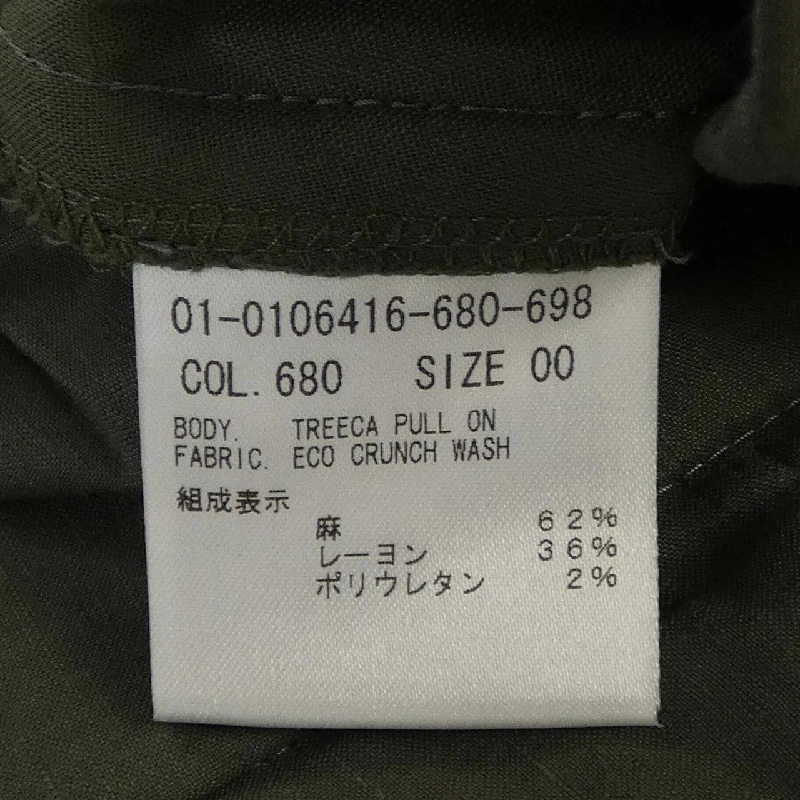 01-0106416-680-698
COL. 680 SIZE 00
BODY. TREECA PULL ON
FABRIC. ECO CRUNCH WASH
組成表示
麻 62%
レーヨン 36%
ポリウレタン 2%